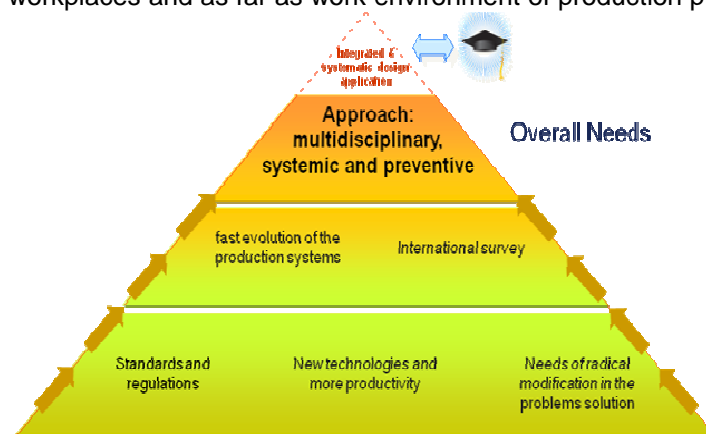 workplaces and as far as work environment of production p
Integrated &
systematic design
application
Approach:
multidisciplinary,
systemic and preventive
Overall Needs
fast evolution of the
production systems
International survey
Standards and
regulations
New technologies and
more productivity
Needs of radical
modification in the
problems solution